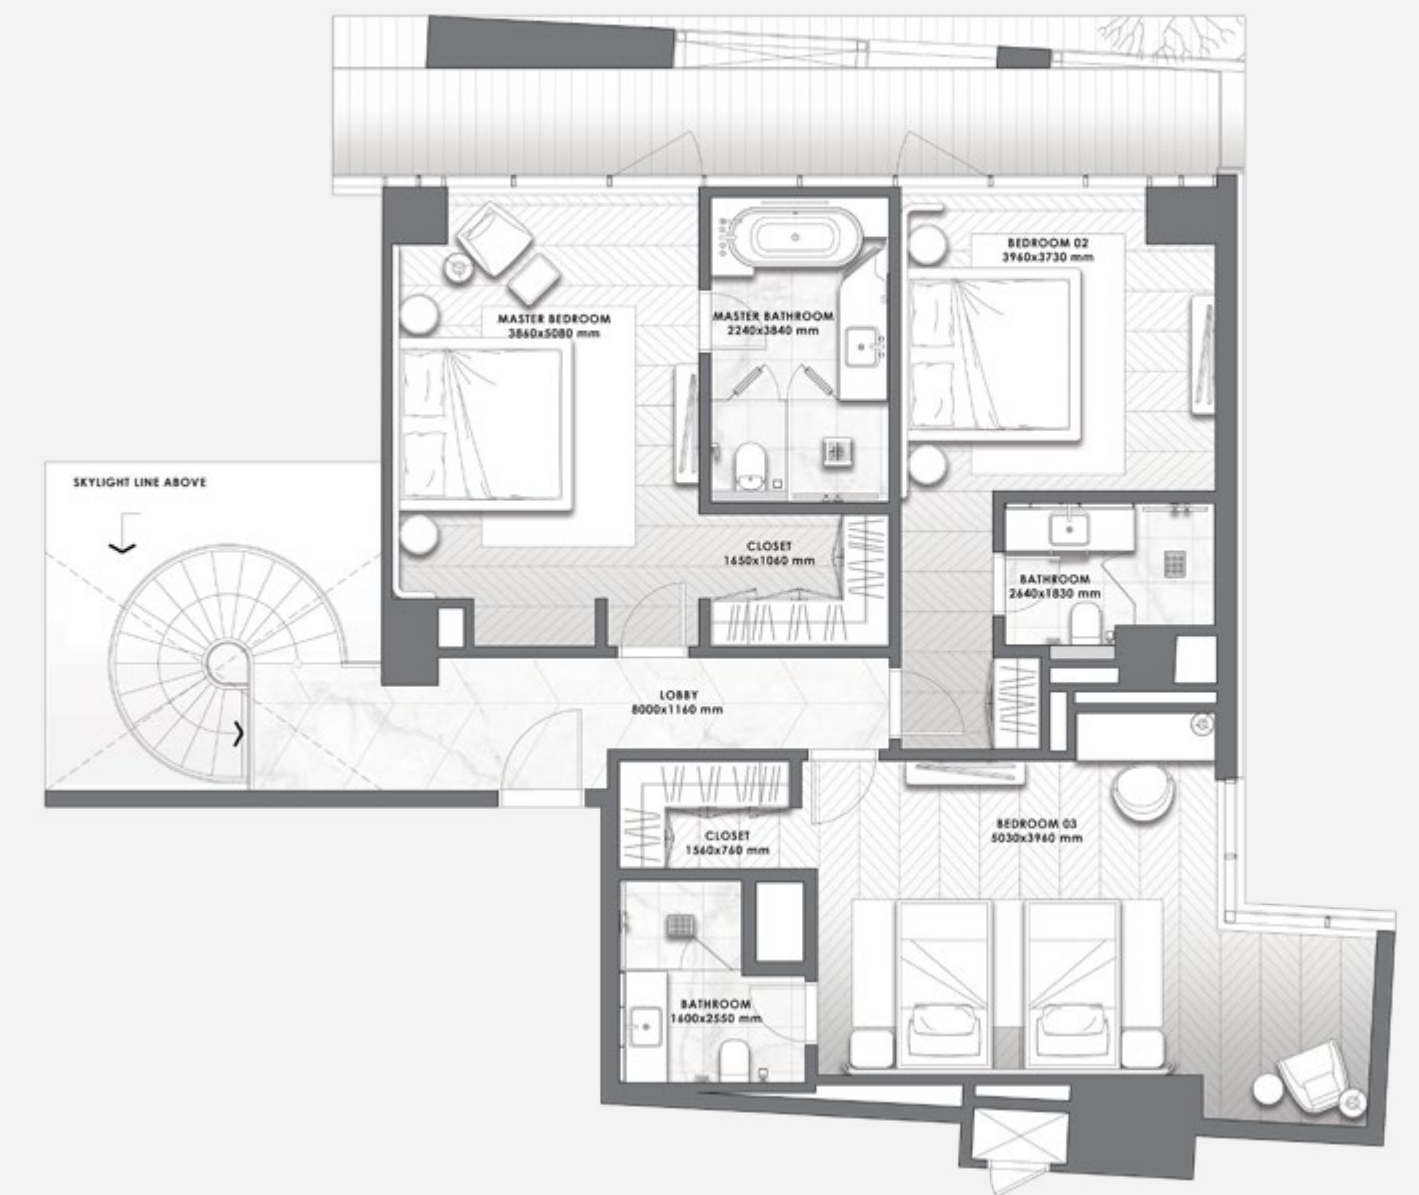 BEDROOM 02
3960x3730 mm
MASTER BEDROOM
3860x5080 mm
MASTER BATHROOM
2240x3840 mm
SKYLIGHT LINE ABOVE
CLOSET
1650x1060 mm
BATHROOM
2640x1830 mm
LOBBY
8000x1160 mm
BEDROOM 03
5030x3960 mm
CLOSET
1560x760 mm
BATHROOM
1600x2550 mm